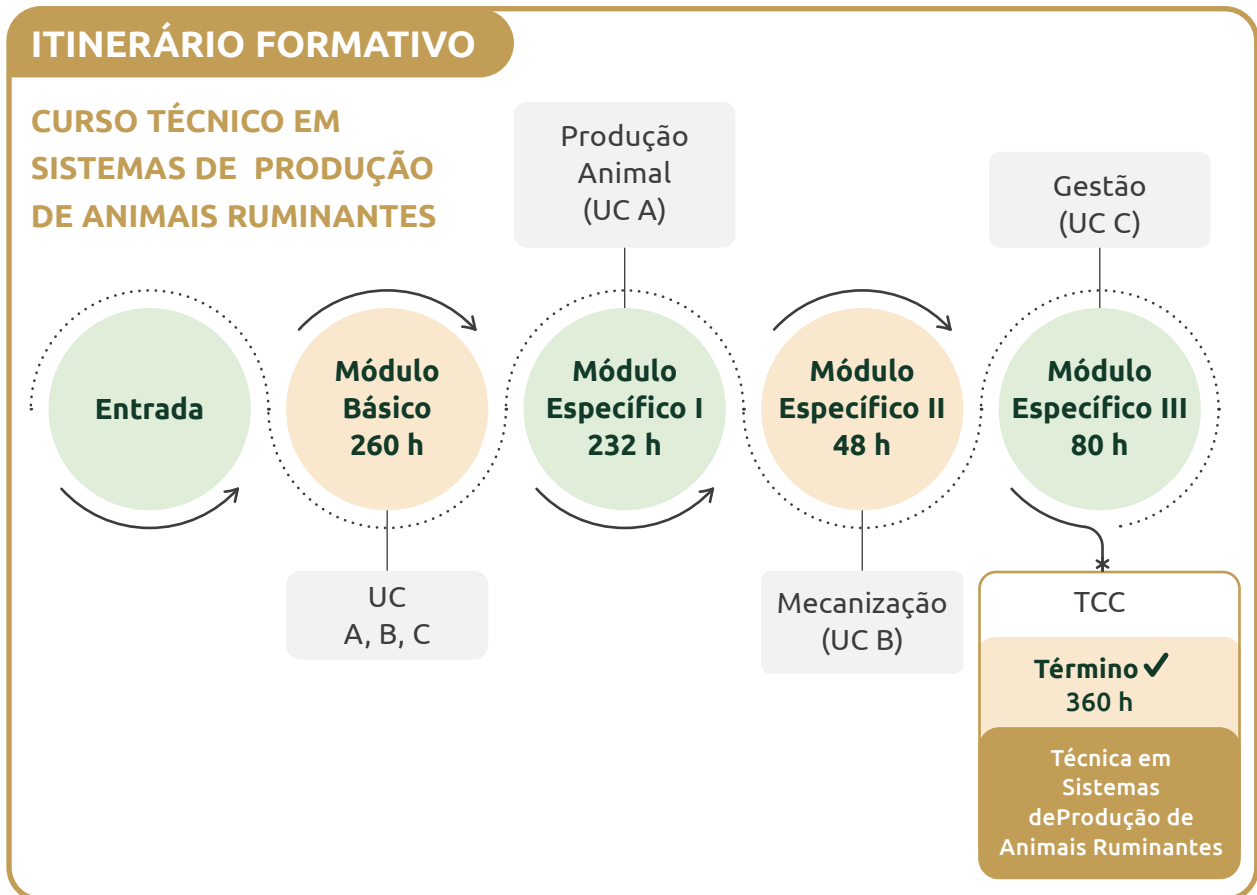 ITINERÁRIO FORMATIVO
CURSO TÉCNICO EM
SISTEMAS DE PRODUÇÃO
DE ANIMAIS RUMINANTES
Produção
Animal
(UC A)
Gestão
(UC C)
Entrada
Módulo
Básico
260 h
Módulo
Específico I
232 h
Módulo
Específico II
48 h
Módulo
Específico III
80 h
UC
A, B, C
Mecanização
(UC B)
TCC
Término ✓
360 h
Técnica em
Sistemas
deProdução de
Animais Ruminantes